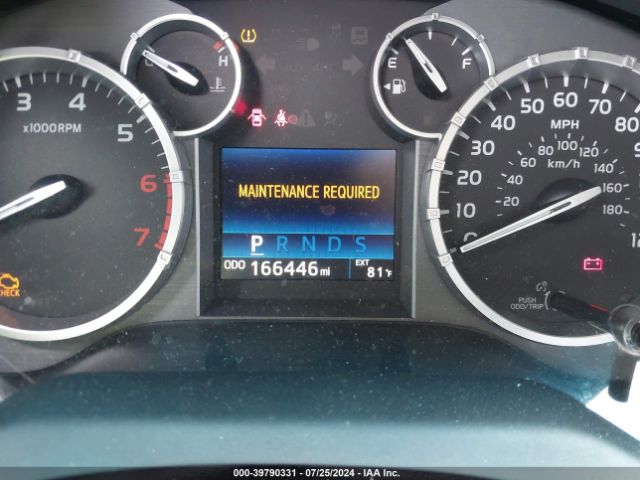 C H
E F
3 4 5 6 7
x1000RPM
MAINTENANCE REQUIRED
P R N D S
ODO 166446 mi
EXT 81°F
CHECK
0 10 20 30 40 50 60 70 80
MPH
20 40 60 80 100 120 140 160 180
km/h
PUSH
ODO/TRIP
00-39790331 - 07/25/2024 - IAA Inc.